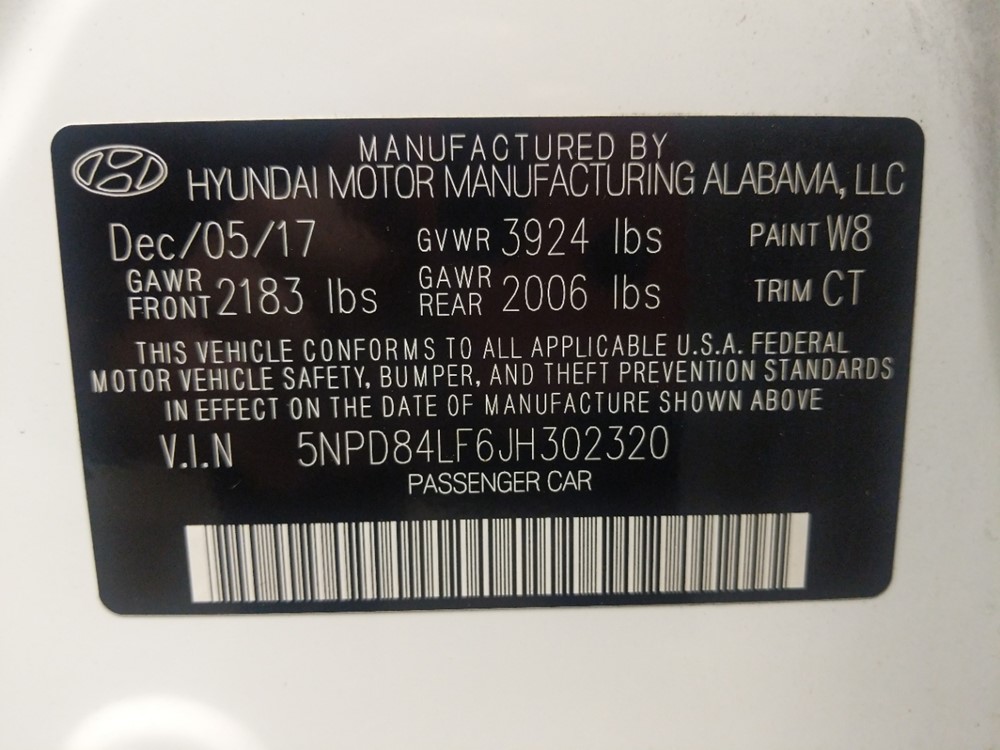 MANUFACTURED BY
HYUNDAI MOTOR MANUFACTURING ALABAMA, LLC
Dec/05/17 GVWR 3924 lbs PAINT W8
GAWR FRONT 2183 lbs GAWR REAR 2006 lbs TRIM CT
THIS VEHICLE CONFORMS TO ALL APPLICABLE U.S.A. FEDERAL
MOTOR VEHICLE SAFETY, BUMPER, AND THEFT PREVENTION STANDARDS
IN EFFECT ON THE DATE OF MANUFACTURE SHOWN ABOVE
V.I.N 5NPD84LF6JH302320
PASSENGER CAR